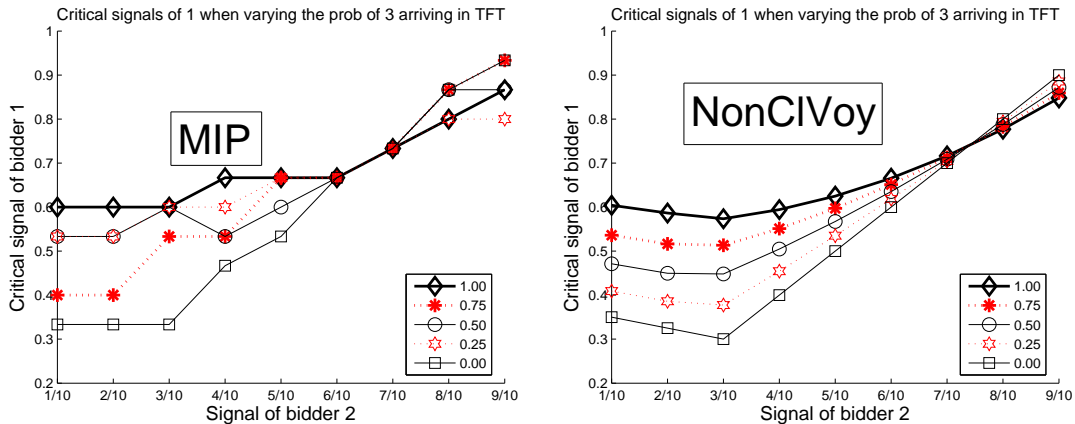 Critical signals of 1 when varying the prob of 3 arriving in TFT
1
0.9
0.8
0.7
0.6
0.5
0.4
0.3
0.2
Critical signal of bidder 1
MIP
1.00
0.75
0.50
0.25
0.00
1/10 2/10 3/10 4/10 5/10 6/10 7/10 8/10 9/10
Signal of bidder 2
Critical signals of 1 when varying the prob of 3 arriving in TFT
1
0.9
0.8
0.7
0.6
0.5
0.4
0.3
0.2
Critical signal of bidder 1
NonCIVoy
1.00
0.75
0.50
0.25
0.00
1/10 2/10 3/10 4/10 5/10 6/10 7/10 8/10 9/10
Signal of bidder 2